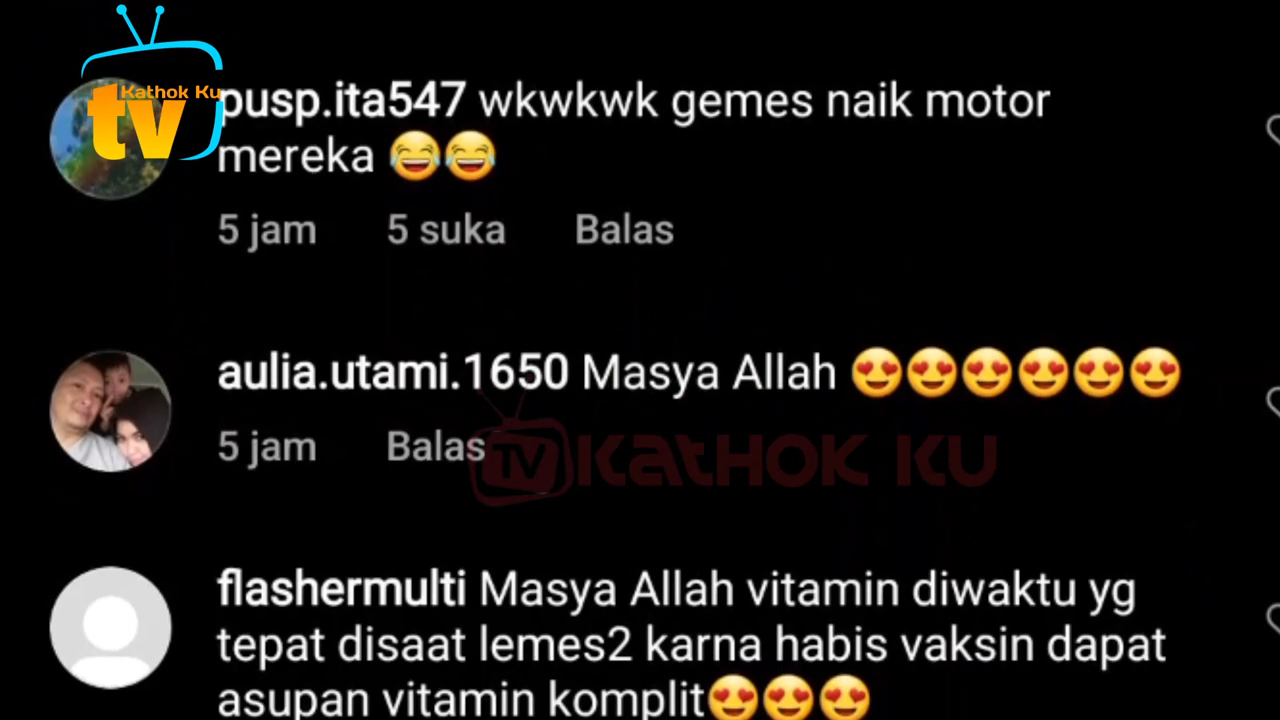 Kathok Ku
tv
pusp.ita547 wkwkwk gemes naik motor
mereka 😂😂
5 jam 5 suka Balas
aulia.utami.1650 Masya Allah 😍😍😍😍😍😍
5 jam Balas
TV KATHOK KU
flashermulti Masya Allah vitamin diwaktu yg
tepat disaat lemes2 karna habis vaksin dapat
asupan vitamin komplit😍😍😍